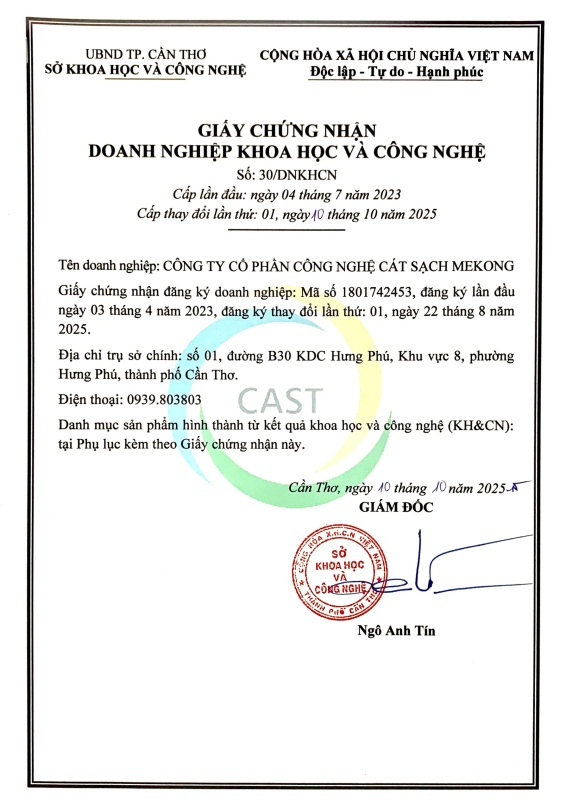 UBND TP. CẦN THƠ
SỞ KHOA HỌC VÀ CÔNG NGHỆ
CỘNG HÒA XÃ HỘI CHỦ NGHĨA VIỆT NAM
Độc lập - Tự do - Hạnh phúc
GIẤY CHỨNG NHẬN
DOANH NGHIỆP KHOA HỌC VÀ CÔNG NGHỆ
Số: 30/DNKHCN
Cấp lần đầu: ngày 04 tháng 7 năm 2023
Cấp thay đổi lần thứ: 01, ngày 10 tháng 10 năm 2025
Tên doanh nghiệp: CÔNG TY CỔ PHẦN CÔNG NGHỆ CÁT SẠCH MEKONG
Giấy chứng nhận đăng ký doanh nghiệp: Mã số 1801742453, đăng ký lần đầu
ngày 03 tháng 4 năm 2023, đăng ký thay đổi lần thứ: 01, ngày 22 tháng 8 năm
2025.
Địa chỉ trụ sở chính: số 01, đường B30 KDC Hưng Phú, Khu vực 8, phường
Hưng Phú, thành phố Cần Thơ.
CAST
Điện thoại: 0939.803803
Danh mục sản phẩm hình thành từ kết quả khoa học và công nghệ (KH&CN):
tại Phụ lục kèm theo Giấy chứng nhận này.
Cần Thơ, ngày 10 tháng 10 năm 2025
GIÁM ĐỐC
CỘNG HÒA X.H.C.N VIỆT NAM
SỞ
KHOA HỌC
VÀ
CÔNG NGHỆ
THÀNH PHỐ CẦN THƠ
Ngô Anh Tín